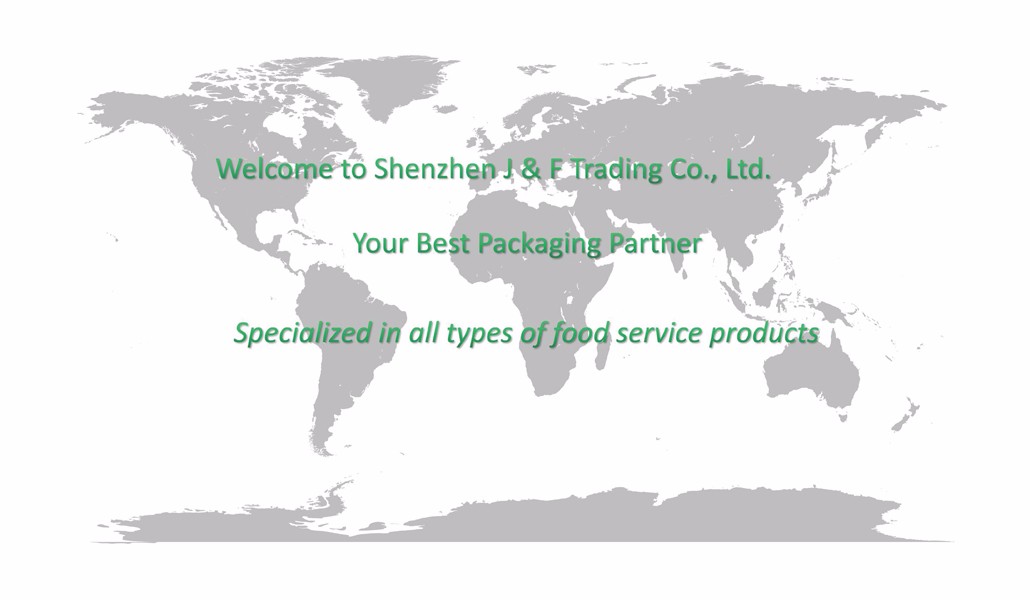 Welcome to Shenzhen J & F Trading Co., Ltd.
Your Best Packaging Partner
Specialized in all types of food service products